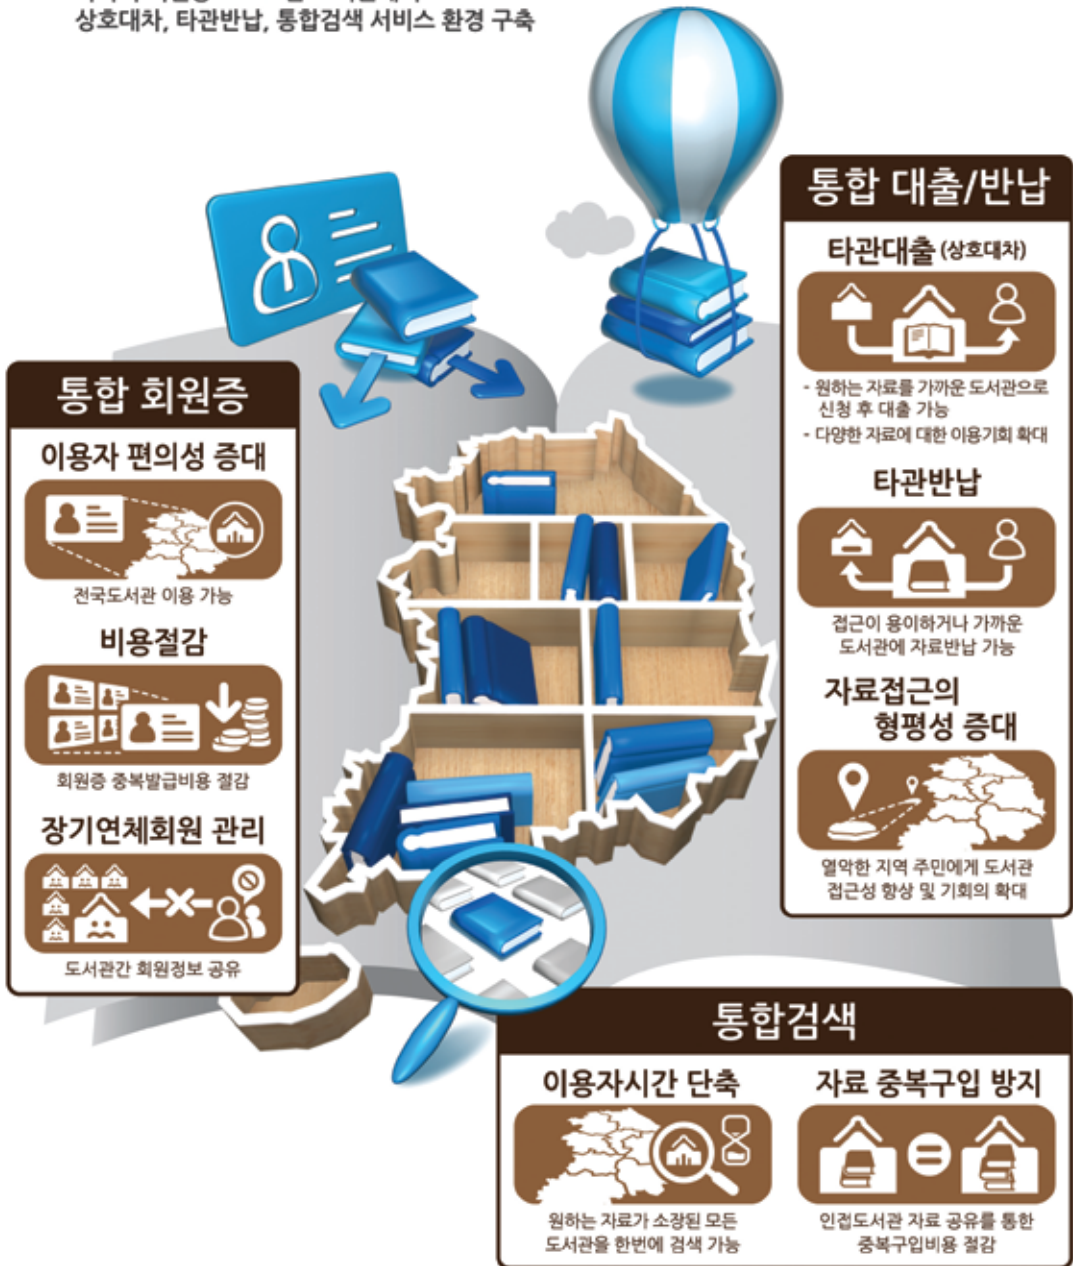 상호대차, 타관반납, 통합검색 서비스 환경 구축
통합 회원증
이용자 편의성 증대
전국도서관 이용 가능
비용절감
회원증 중복발급비용 절감
장기연체회원 관리
도서관간 회원정보 공유
통합 대출/반납
타관대출 (상호대차)
- 원하는 자료를 가까운 도서관으로
신청 후 대출 가능
- 다양한 자료에 대한 이용기회 확대
타관반납
접근이 용이하거나 가까운
도서관에 자료반납 가능
자료접근의
형평성 증대
열악한 지역 주민에게 도서관
접근성 향상 및 기회의 확대
통합검색
이용자시간 단축
원하는 자료가 소장된 모든
도서관을 한번에 검색 가능
자료 중복구입 방지
인접도서관 자료 공유를 통한
중복구입비용 절감